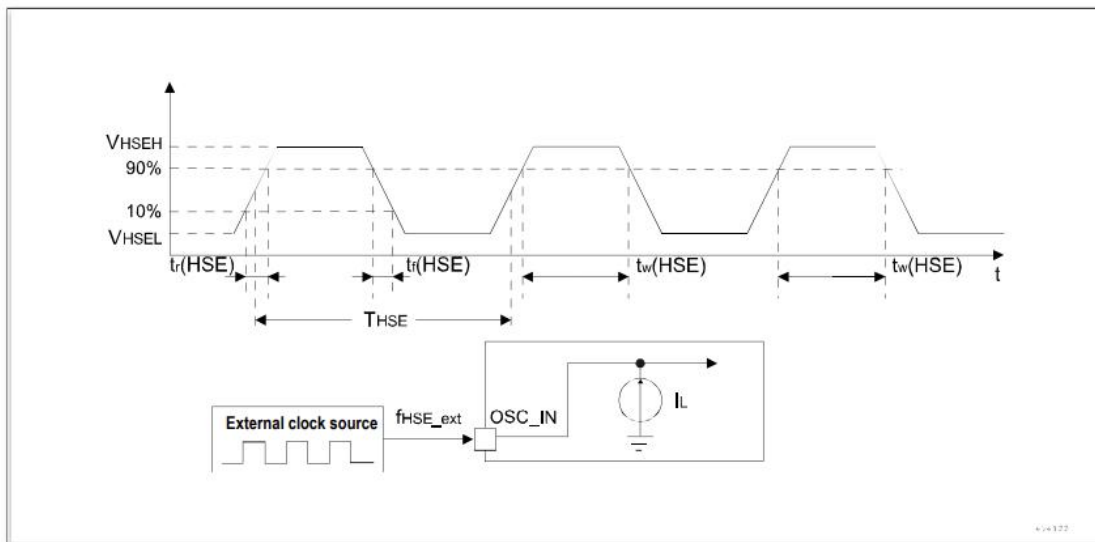 VHSEH
90%
10%
VHSEL
tr(HSE)
tf(HSE)
tw(HSE)
tw(HSE)
t
THSE
External clock source
fHSE_ext
OSC_IN
IL